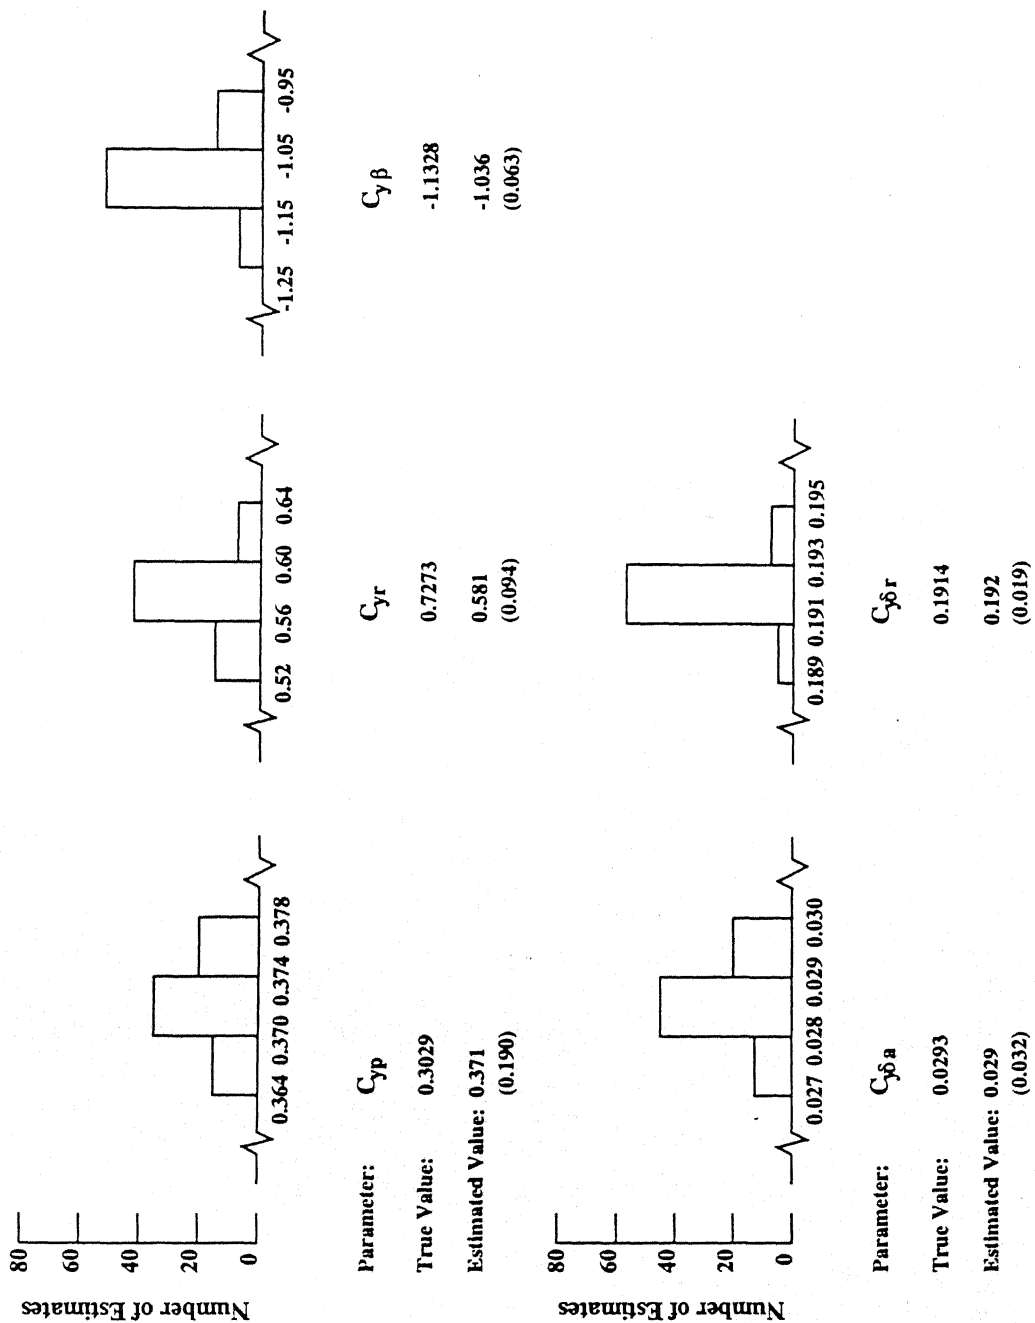 Number of Estimates
80
60
40
20
0
0.364 0.370 0.374 0.378
0.52 0.56 0.60 0.64
-1.25 -1.15 -1.05 -0.95
Parameter: Cyp Cyr Cyβ
True Value: 0.3029 0.7273 -1.1328
Estimated Value: 0.371 0.581 -1.036
(0.190) (0.094) (0.063)
Number of Estimates
80
60
40
20
0
0.027 0.028 0.029 0.030
0.189 0.191 0.193 0.195
Parameter: Cyδa Cyδr
True Value: 0.0293 0.1914
Estimated Value: 0.029 0.192
(0.032) (0.019)